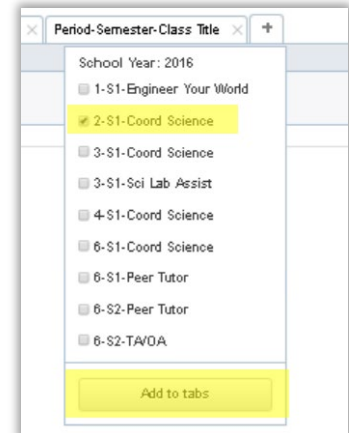 Period-Semester-Class Title
School Year: 2016
1-S1-Engineer Your World
2-S1-Coord Science
3-S1-Coord Science
3-S1-Sci Lab Assist
4-S1-Coord Science
6-S1-Coord Science
6-S1-Peer Tutor
6-S2-Peer Tutor
6-S2-TA/OA
Add to tabs